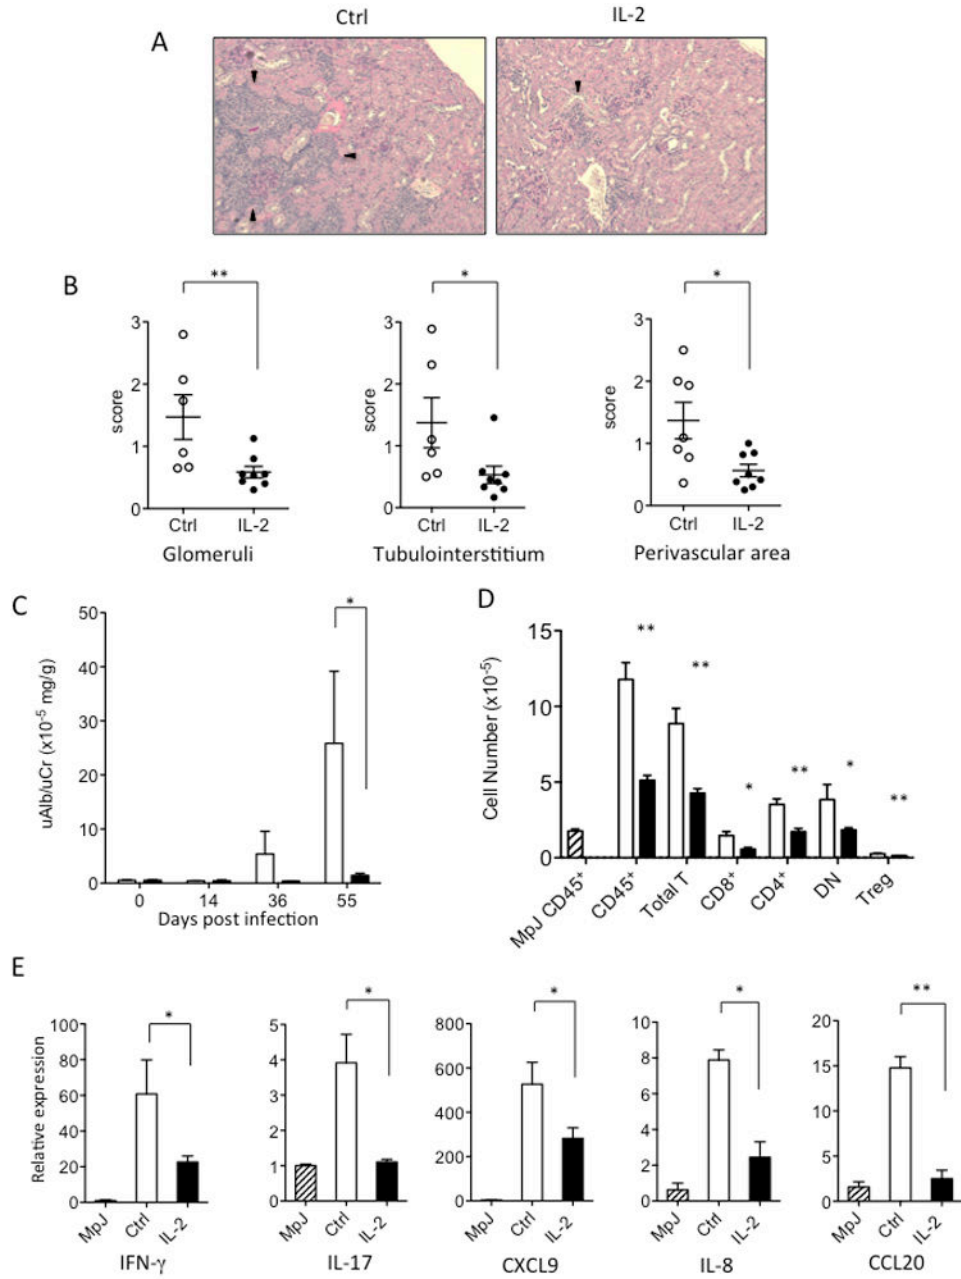 Ctrl IL-2
A
B
** * *
3 3 3
2 2 2
1 1 1
0 0 0
score score score
Ctrl IL-2 Ctrl IL-2 Ctrl IL-2
Glomeruli Tubulointerstitium Perivascular area
C
uAlb/uCr (x10⁻⁵ mg/g)
50
40
30
20
10
0
*
0 14 36 55
Days post infection
D
Cell Number (x10⁻⁵)
15
10
5
0
** ** * ** * **
MpJ CD45⁺ CD45⁺ Total T CD8⁺ CD4⁺ DN Treg
E
Relative expression
100
80
60
40
20
0
*
MpJ Ctrl IL-2
IFN-γ
5
4
3
2
1
0
*
MpJ Ctrl IL-2
IL-17
800
600
400
200
0
*
MpJ Ctrl IL-2
CXCL9
10
8
6
4
2
0
*
MpJ Ctrl IL-2
IL-8
20
15
10
5
0
**
MpJ Ctrl IL-2
CCL20